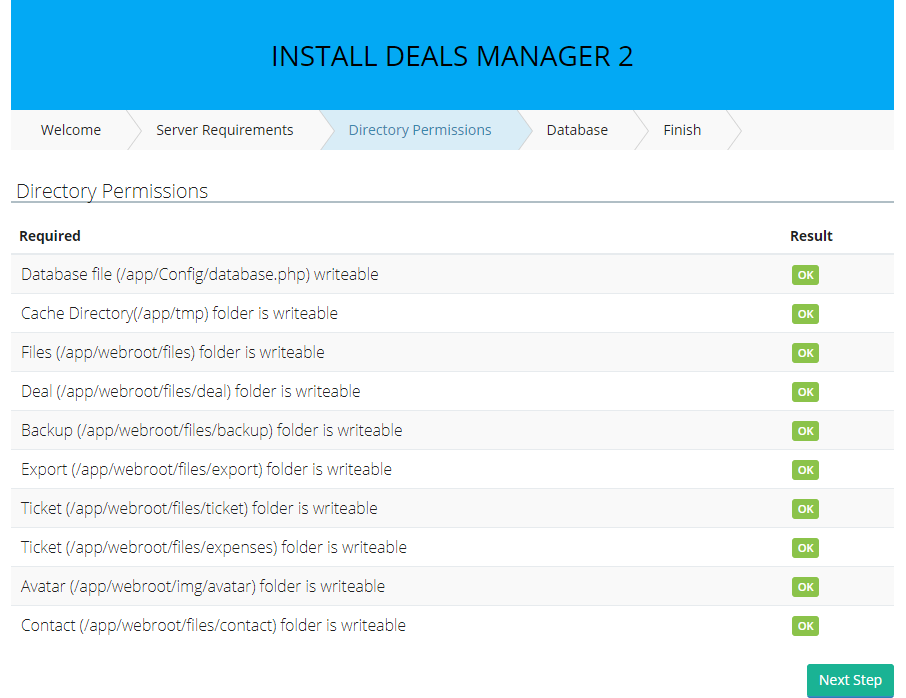 INSTALL DEALS MANAGER 2
Welcome Server Requirements Directory Permissions Database Finish
Directory Permissions
Required Result
Database file (/app/Config/database.php) writeable OK
Cache Directory(/app/tmp) folder is writeable OK
Files (/app/webroot/files) folder is writeable OK
Deal (/app/webroot/files/deal) folder is writeable OK
Backup (/app/webroot/files/backup) folder is writeable OK
Export (/app/webroot/files/export) folder is writeable OK
Ticket (/app/webroot/files/ticket) folder is writeable OK
Ticket (/app/webroot/files/expenses) folder is writeable OK
Avatar (/app/webroot/img/avatar) folder is writeable OK
Contact (/app/webroot/files/contact) folder is writeable OK
Next Step